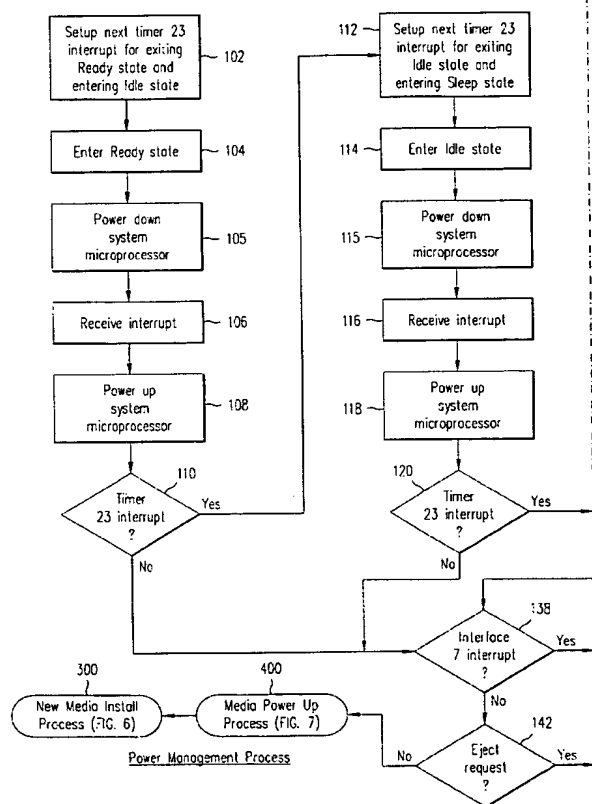 Setup next timer 23
interrupt for exiting
Ready state and
entering Idle state
102
Enter Ready state
104
Power down
system
microprocessor
105
Receive interrupt
106
Power up
system
microprocessor
108
110
Timer
23 interrupt
?
Yes
No
112
Setup next timer 23
interrupt for exiting
Idle state and
entering Sleep state
114
Enter Idle state
115
Power down
system
microprocessor
116
Receive interrupt
118
Power up
system
microprocessor
120
Timer
23 interrupt
?
Yes
No
138
Interface
7 interrupt
?
Yes
No
142
Eject
request
?
Yes
No
400
Media Power Up
Process (FIG. 7)
300
New Media Install
Process (FIG. 6)
Power Management Process